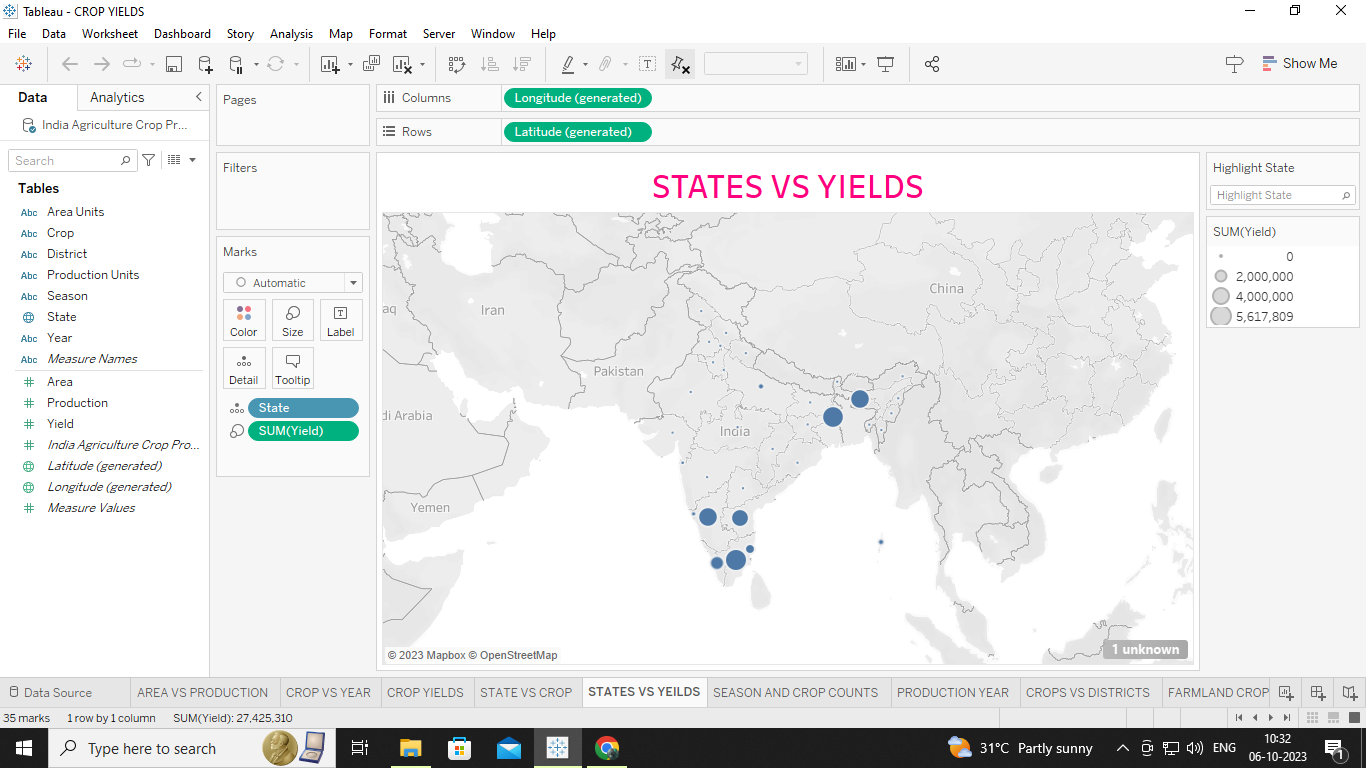 Tableau - CROP YIELDS
File Data Worksheet Dashboard Story Analysis Map Format Server Window Help
Show Me
Data Analytics
India Agriculture Crop Pr...
Search
Tables
Abc Area Units
Abc Crop
Abc District
Abc Production Units
Abc Season
State
Abc Year
Abc Measure Names
Area
Production
Yield
India Agriculture Crop Pro...
Latitude (generated)
Longitude (generated)
Measure Values
Pages
Filters
Marks
Automatic
Color Size Label
Detail Tooltip
State
SUM(Yield)
Columns Longitude (generated)
Rows Latitude (generated)
STATES VS YIELDS
China
Iran
aq
Pakistan
di Arabia
India
Yemen
© 2023 Mapbox © OpenStreetMap
1 unknown
Highlight State
Highlight State
SUM(Yield)
0
2,000,000
4,000,000
5,617,809
Data Source AREA VS PRODUCTION CROP VS YEAR CROP YIELDS STATE VS CROP STATES VS YEILDS SEASON AND CROP COUNTS PRODUCTION YEAR CROPS VS DISTRICTS FARMLAND CROP
35 marks 1 row by 1 column SUM(Yield): 27,425,310
Type here to search
31°C Partly sunny
ENG
10:32
06-10-2023
1